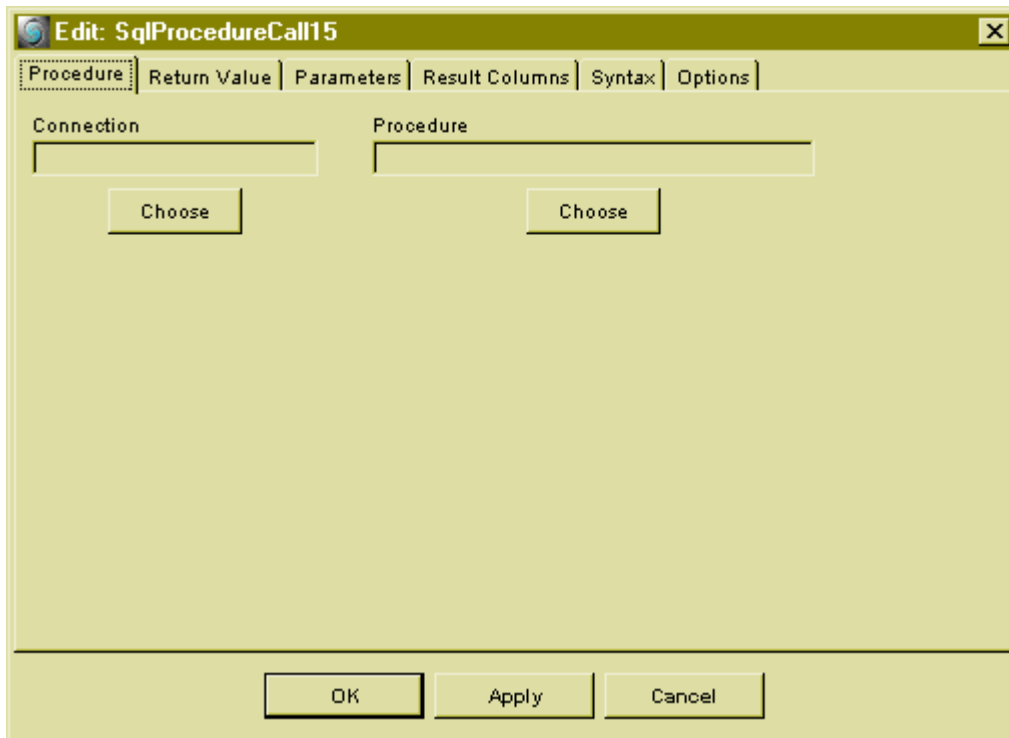 Edit: SqlProcedureCall15
Procedure Return Value Parameters Result Columns Syntax Options
Connection Procedure
Choose Choose
OK Apply Cancel